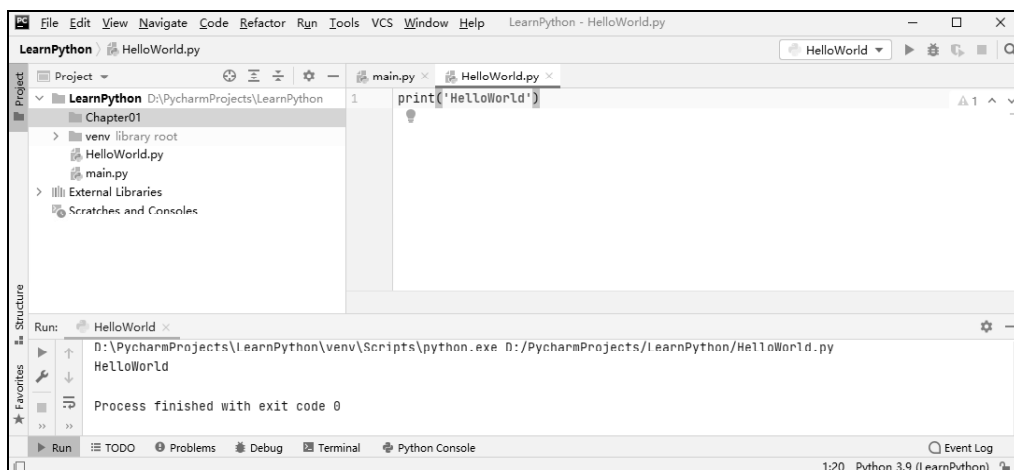 PC File Edit View Navigate Code Refactor Run Tools VCS Window Help LearnPython - HelloWorld.py
LearnPython HelloWorld.py HelloWorld
Project Project main.py HelloWorld.py
LearnPython D:\PycharmProjects\LearnPython 1 print('HelloWorld') 1
Chapter01
venv library root
HelloWorld.py
main.py
External Libraries
Scratches and Consoles
Structure
Run: HelloWorld
D:\PycharmProjects\LearnPython\venv\Scripts\python.exe D:/PycharmProjects/LearnPython/HelloWorld.py
HelloWorld
Favorites
Process finished with exit code 0
Run TODO Problems Debug Terminal Python Console Event Log
1:20 Python 3.9 (LearnPython)